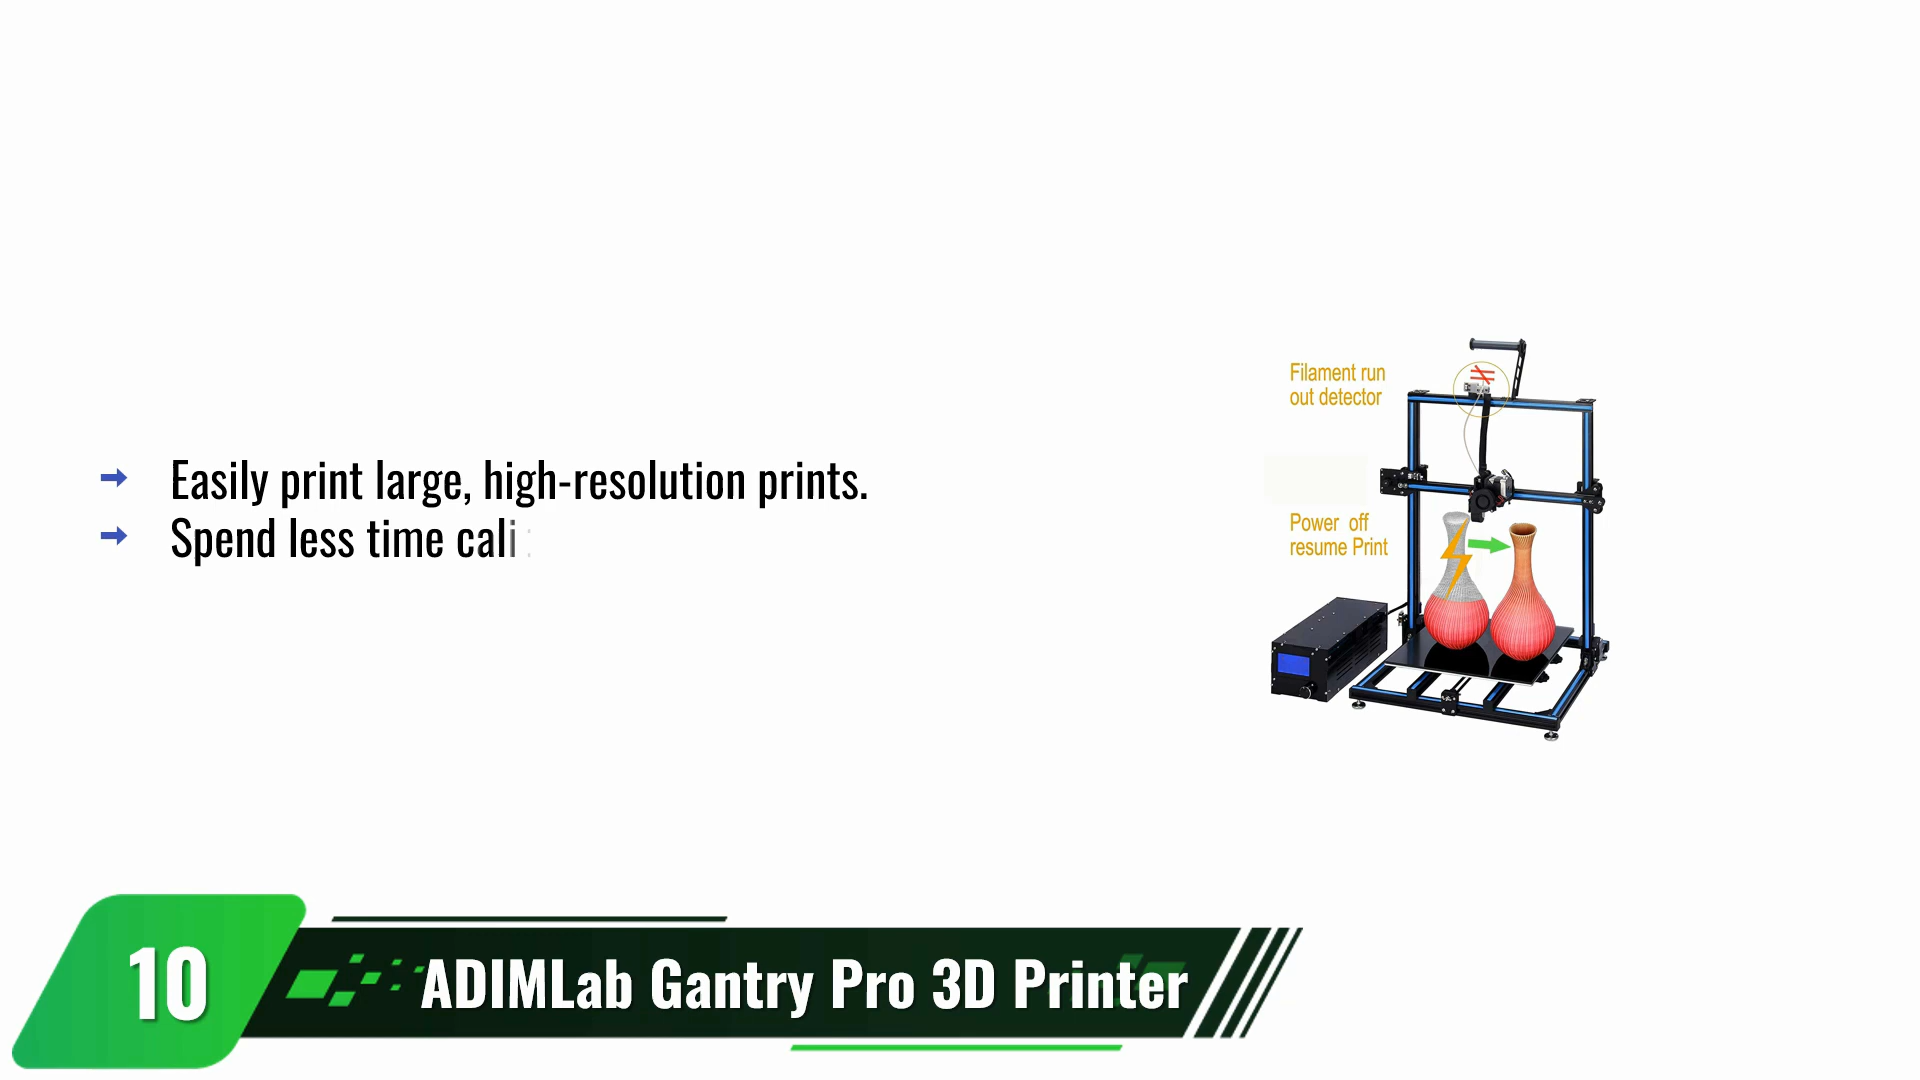 Filament run
out detector
Easily print large, high-resolution prints.
Spend less time cali
Power off
resume Print
10
ADIMLab Gantry Pro 3D Printer